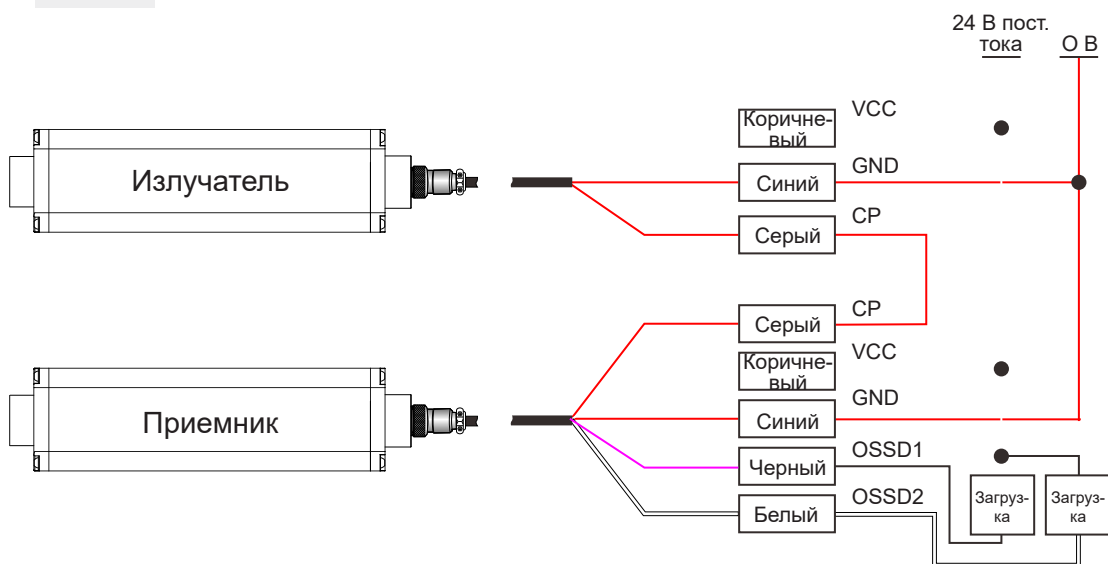 24 В пост.
тока
О В
VCC
Коричне-
вый
GND
Излучатель
Синий
CP
Серый
CP
Серый
VCC
Коричне-
вый
GND
Приемник
Синий
OSSD1
Черный
OSSD2
Белый
Загруз-
ка
Загруз-
ка